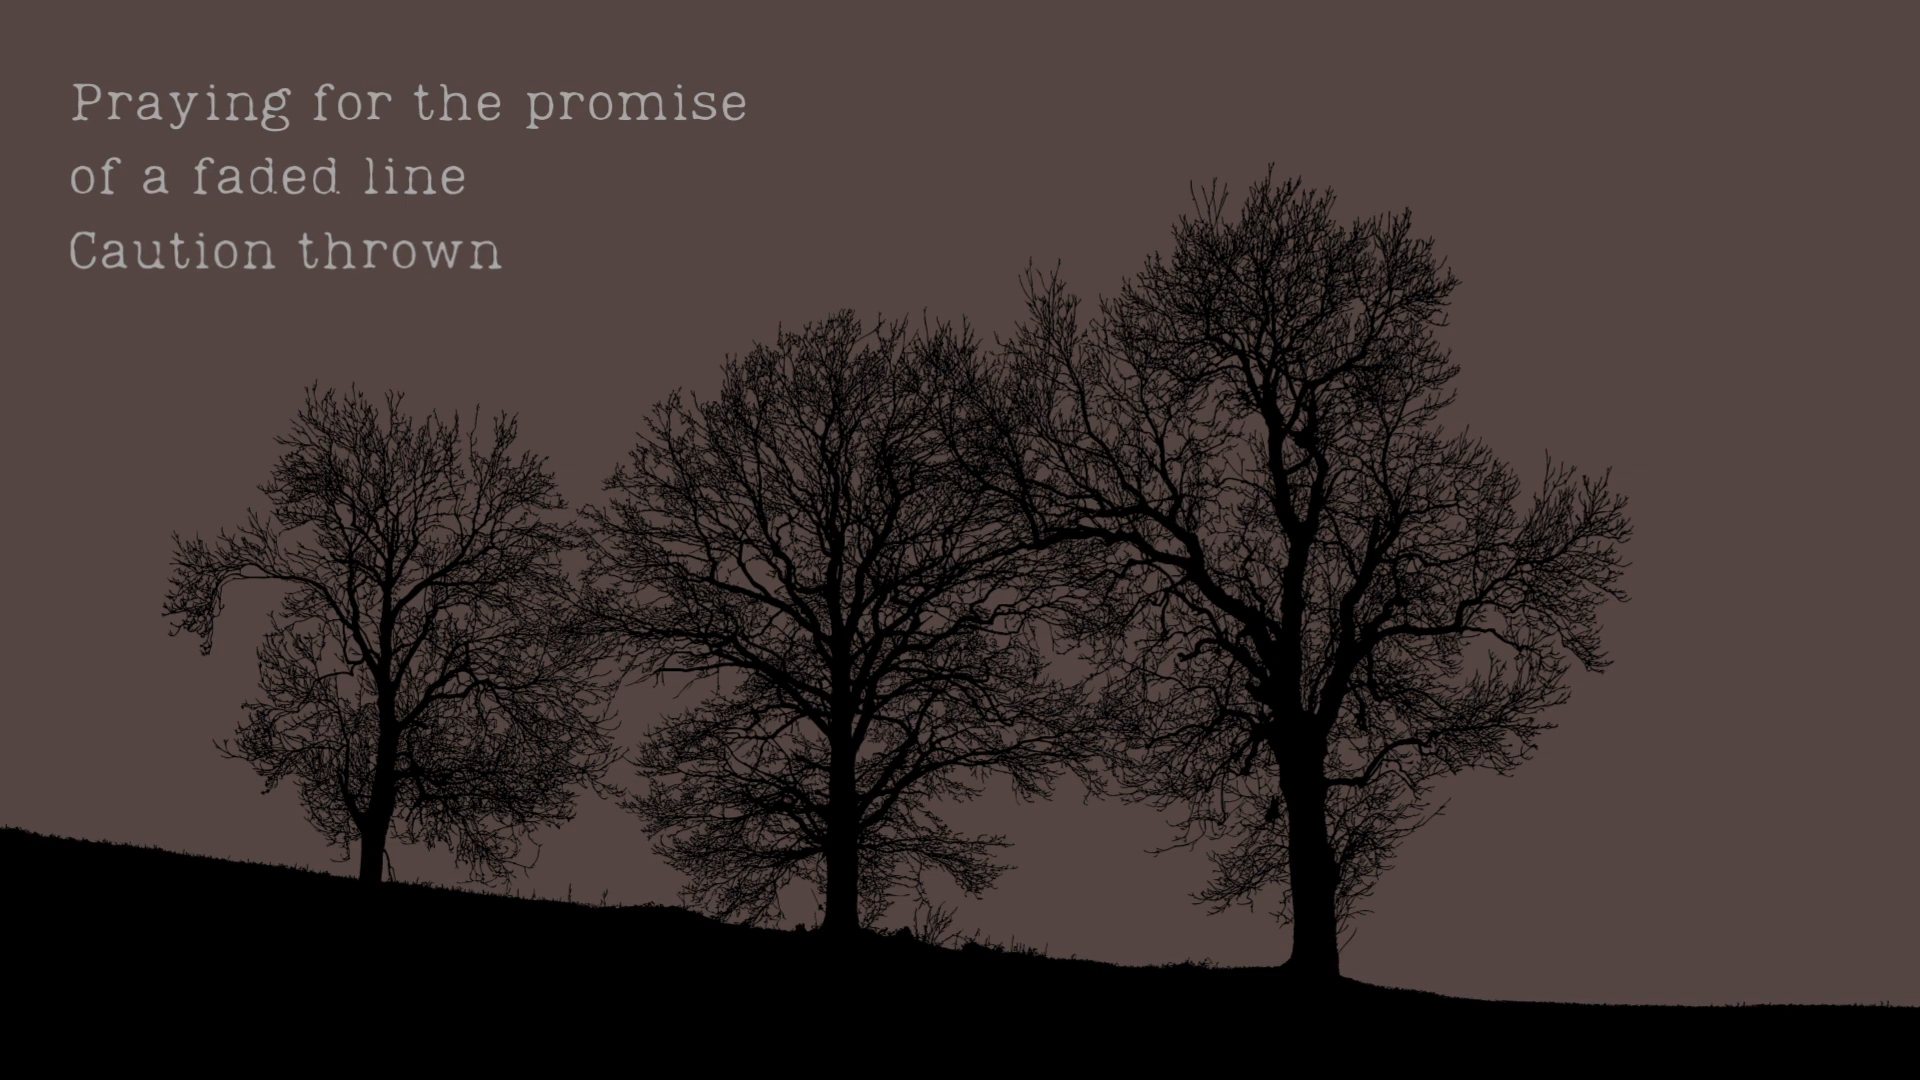 Praying for the promise
of a faded line
Caution thrown